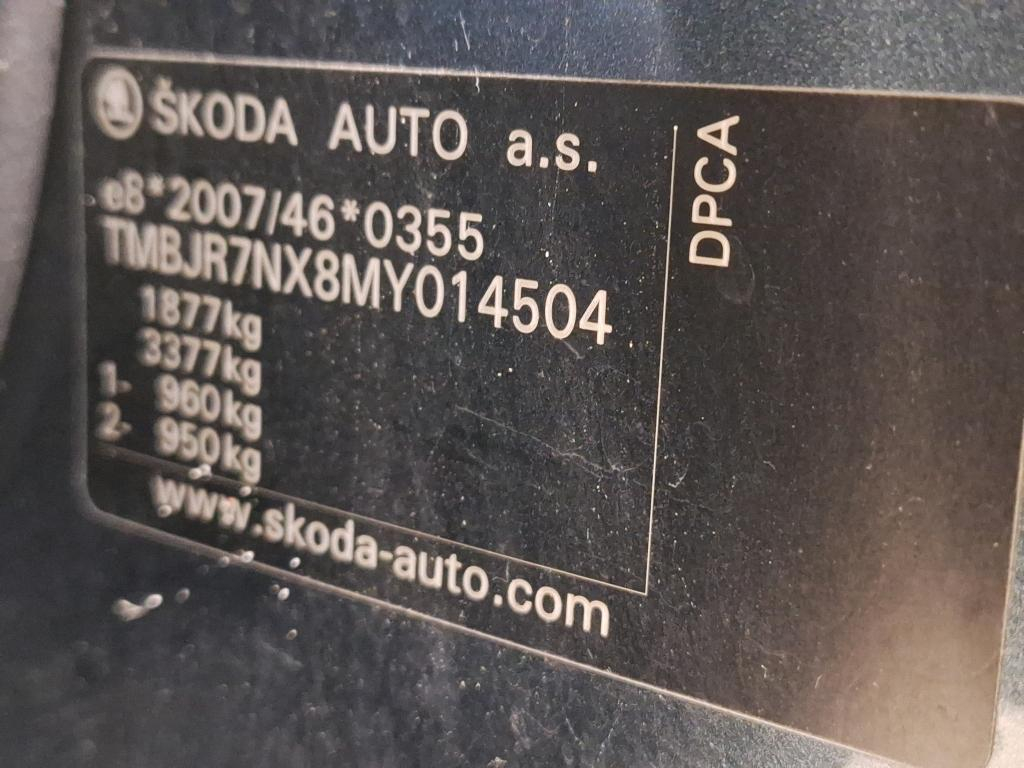 ŠKODA AUTO a.s.
e8*2007/46*0355
TMBJR7NX8MY014504
1877kg
3377kg
1- 960kg
2- 950kg
www.skoda-auto.com
DPCA